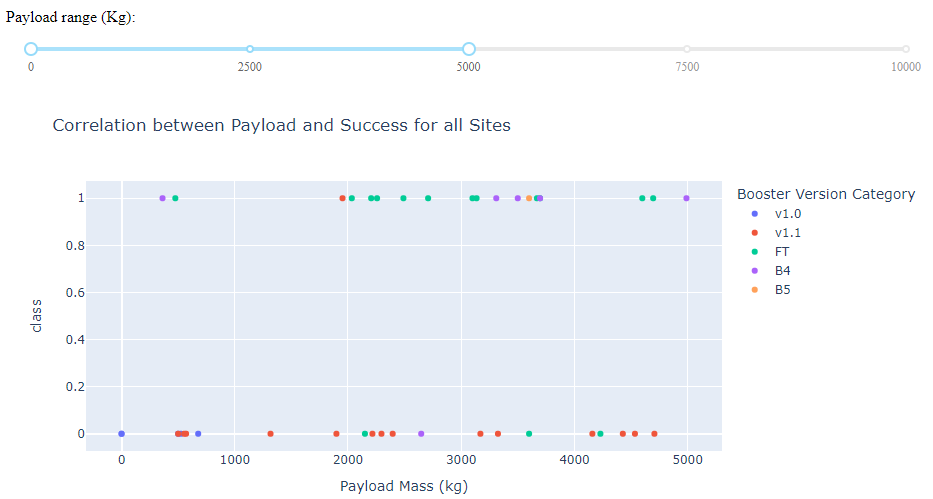 Payload range (Kg):
0 2500 5000 7500 10000
Correlation between Payload and Success for all Sites
Booster Version Category
v1.0
v1.1
FT
B4
B5
class
1
0.8
0.6
0.4
0.2
0
0 1000 2000 3000 4000 5000
Payload Mass (kg)